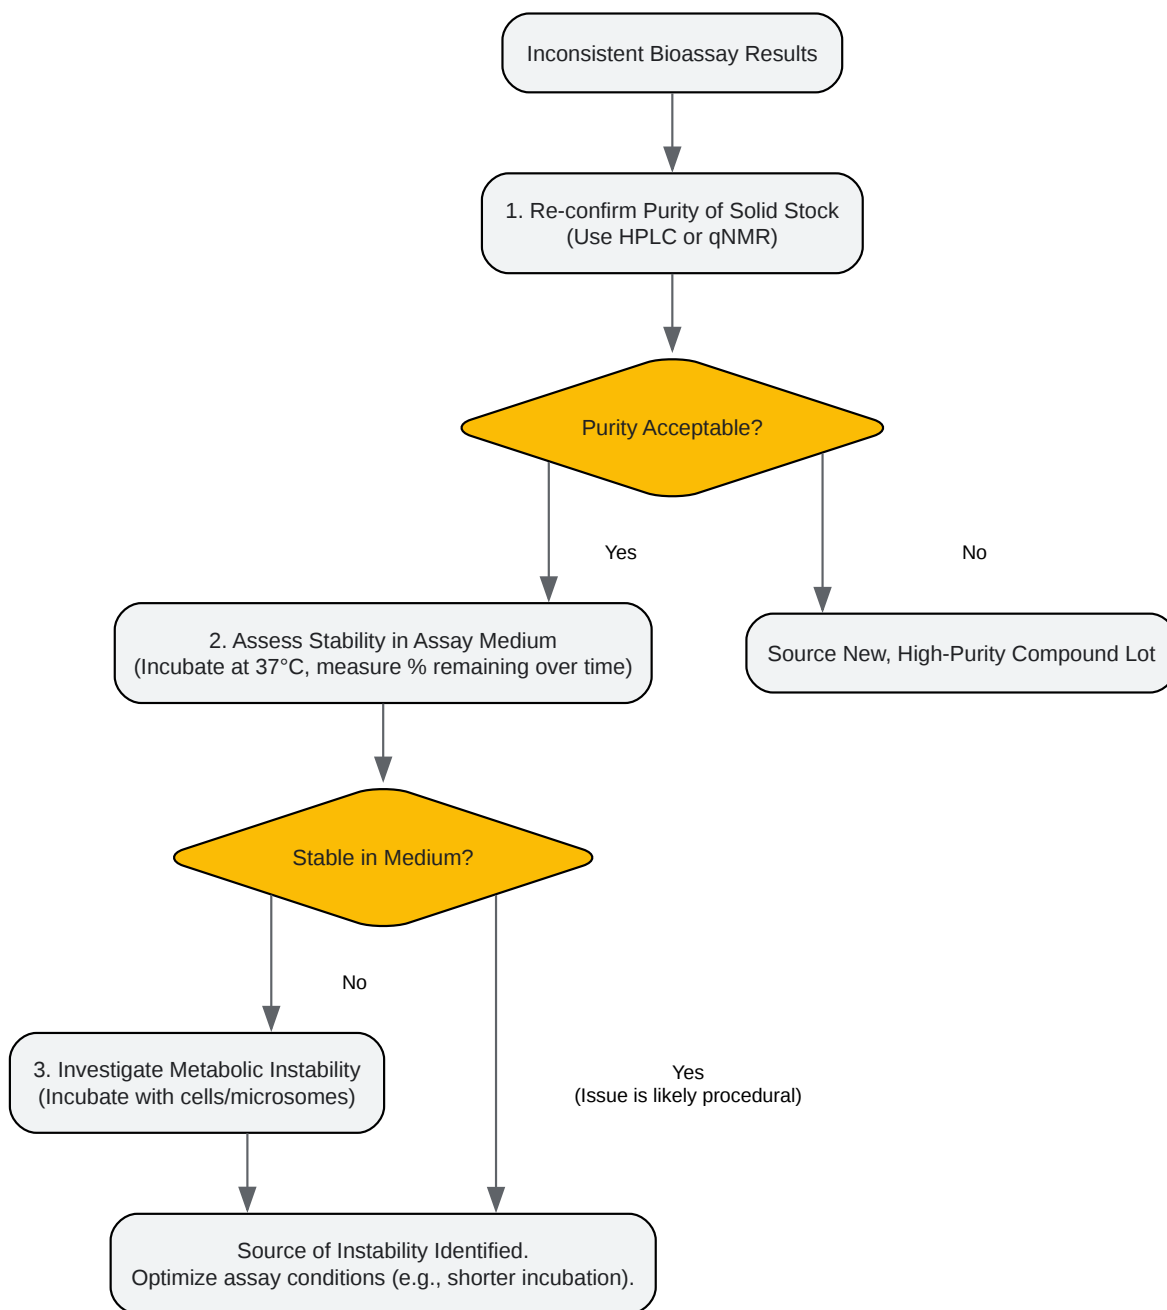 Inconsistent Bioassay Results
1. Re-confirm Purity of Solid Stock
(Use HPLC or qNMR)
Purity Acceptable?
Yes
No
2. Assess Stability in Assay Medium
(Incubate at 37°C, measure % remaining over time)
Source New, High-Purity Compound Lot
Stable in Medium?
No
3. Investigate Metabolic Instability
(Incubate with cells/microsomes)
Yes
(Issue is likely procedural)
Source of Instability Identified.
Optimize assay conditions (e.g., shorter incubation).